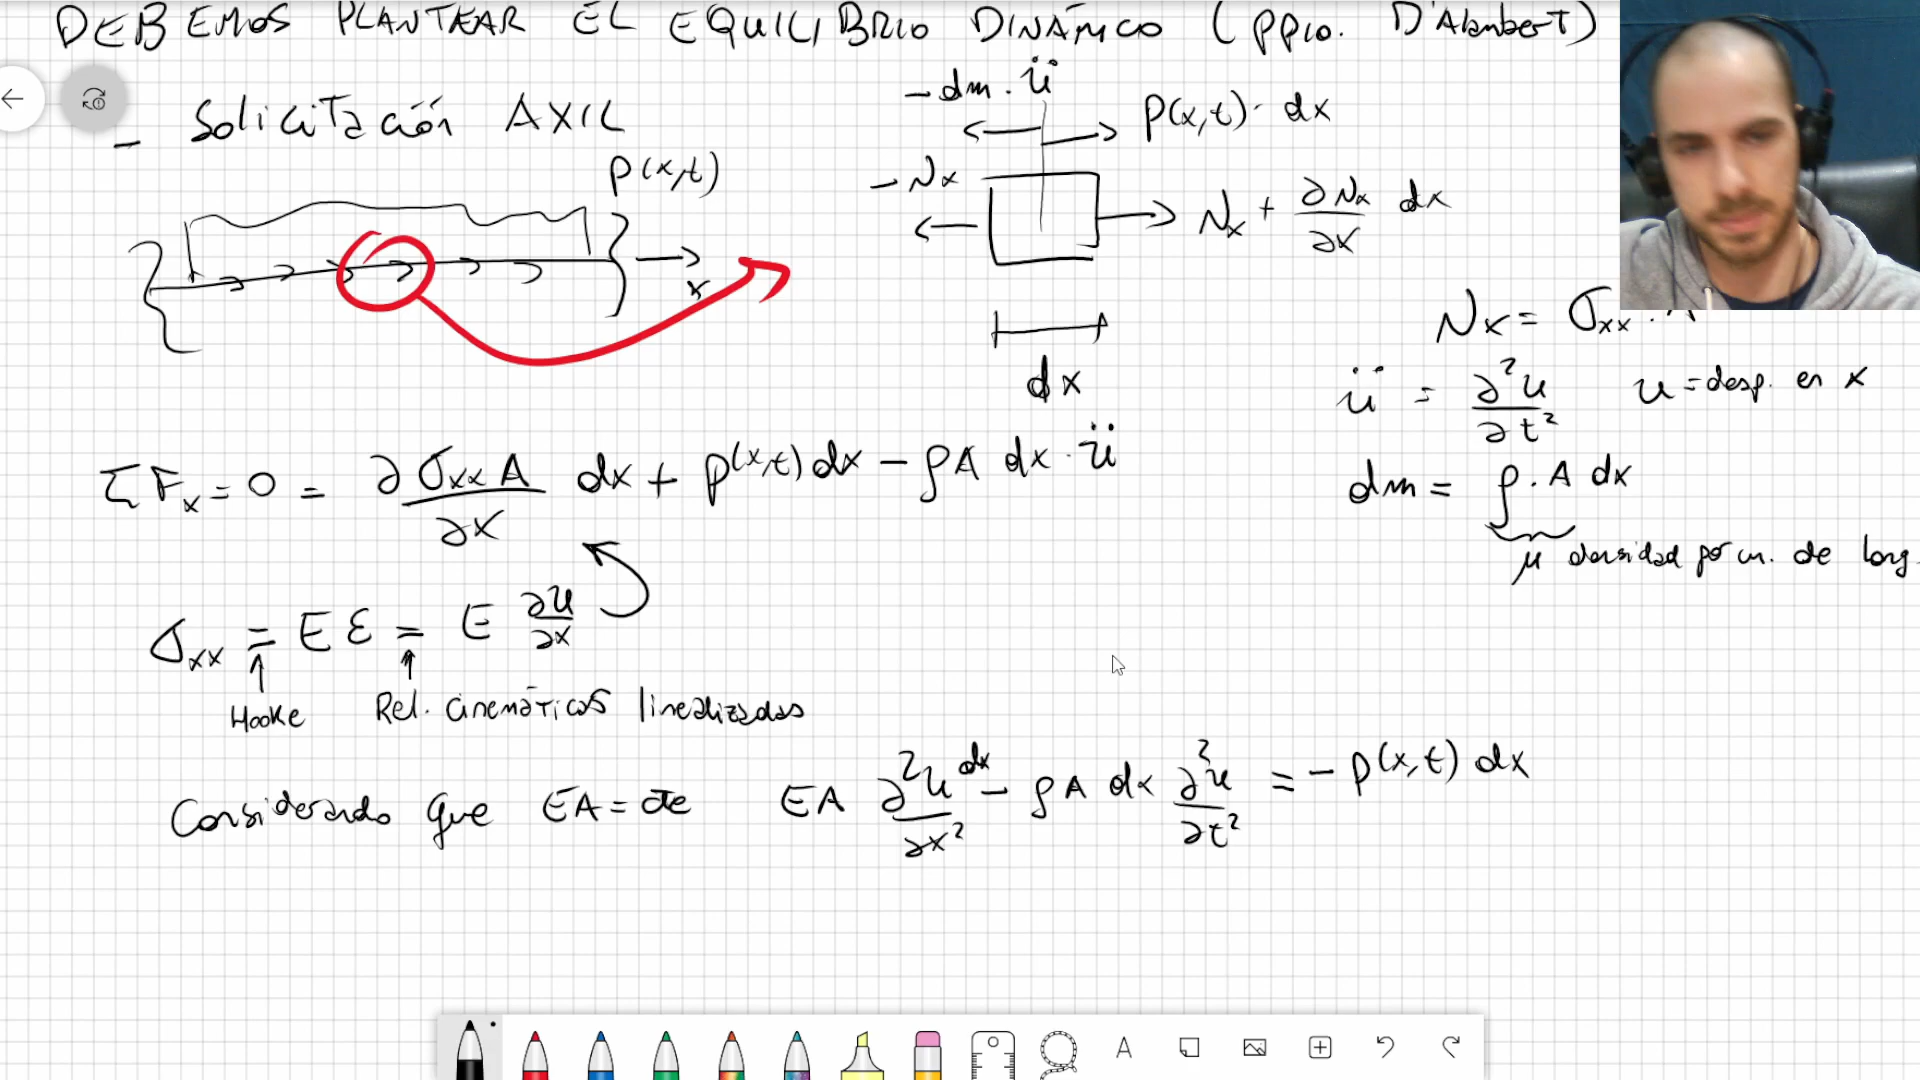 DEBEMOS PLANTEAR EL EQUILIBRIO DINÁMICO (PPIO. D'Alambert)
- Solicitación AXIL
P(x,t)
x
- dm . ü
P(x,t) · dx
- Nx
Nx + ∂Nx/∂x dx
dx
Nx = σxx . A
ü = ∂²u/∂t² u = desp. en x
dm = ρ . A dx
μ densidad por un. de long.
ΣFx = 0 = ∂σxx A/∂x dx + p(x,t) dx - ρA dx · ü
σxx = E ε = E ∂u/∂x
Hooke Rel. cinemáticas linealizadas
Considerando que EA = cte EA ∂²u/∂x² dx - ρ A dx ∂²u/∂t² = - p(x,t) dx